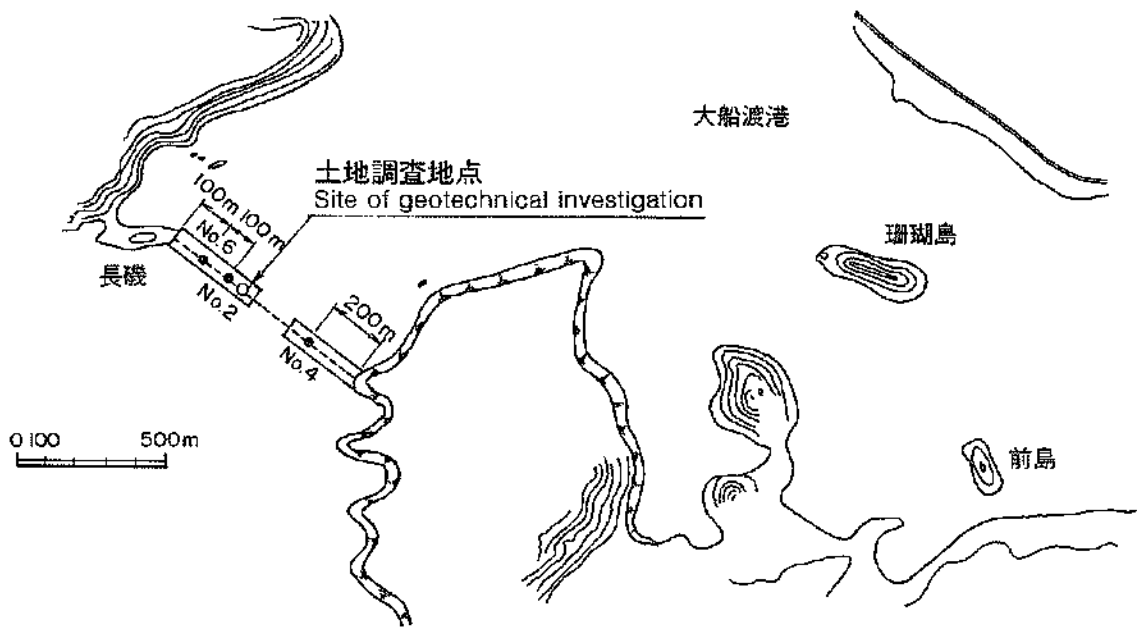 大船渡港
土地調査地点
Site of geotechnical investigation
100m
100m
No.6
長磯
No.2
珊瑚島
200m
No.4
0 100 500m
前島